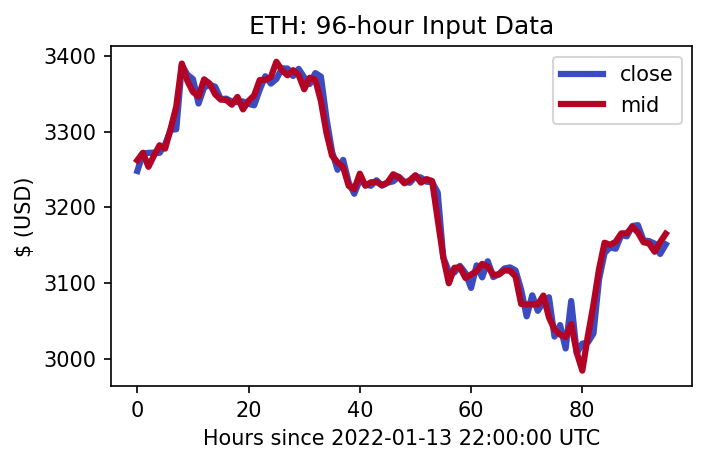 ETH: 96-hour Input Data
3400
3300
3200
3100
3000
$ (USD)
close
mid
0
20
40
60
80
Hours since 2022-01-13 22:00:00 UTC